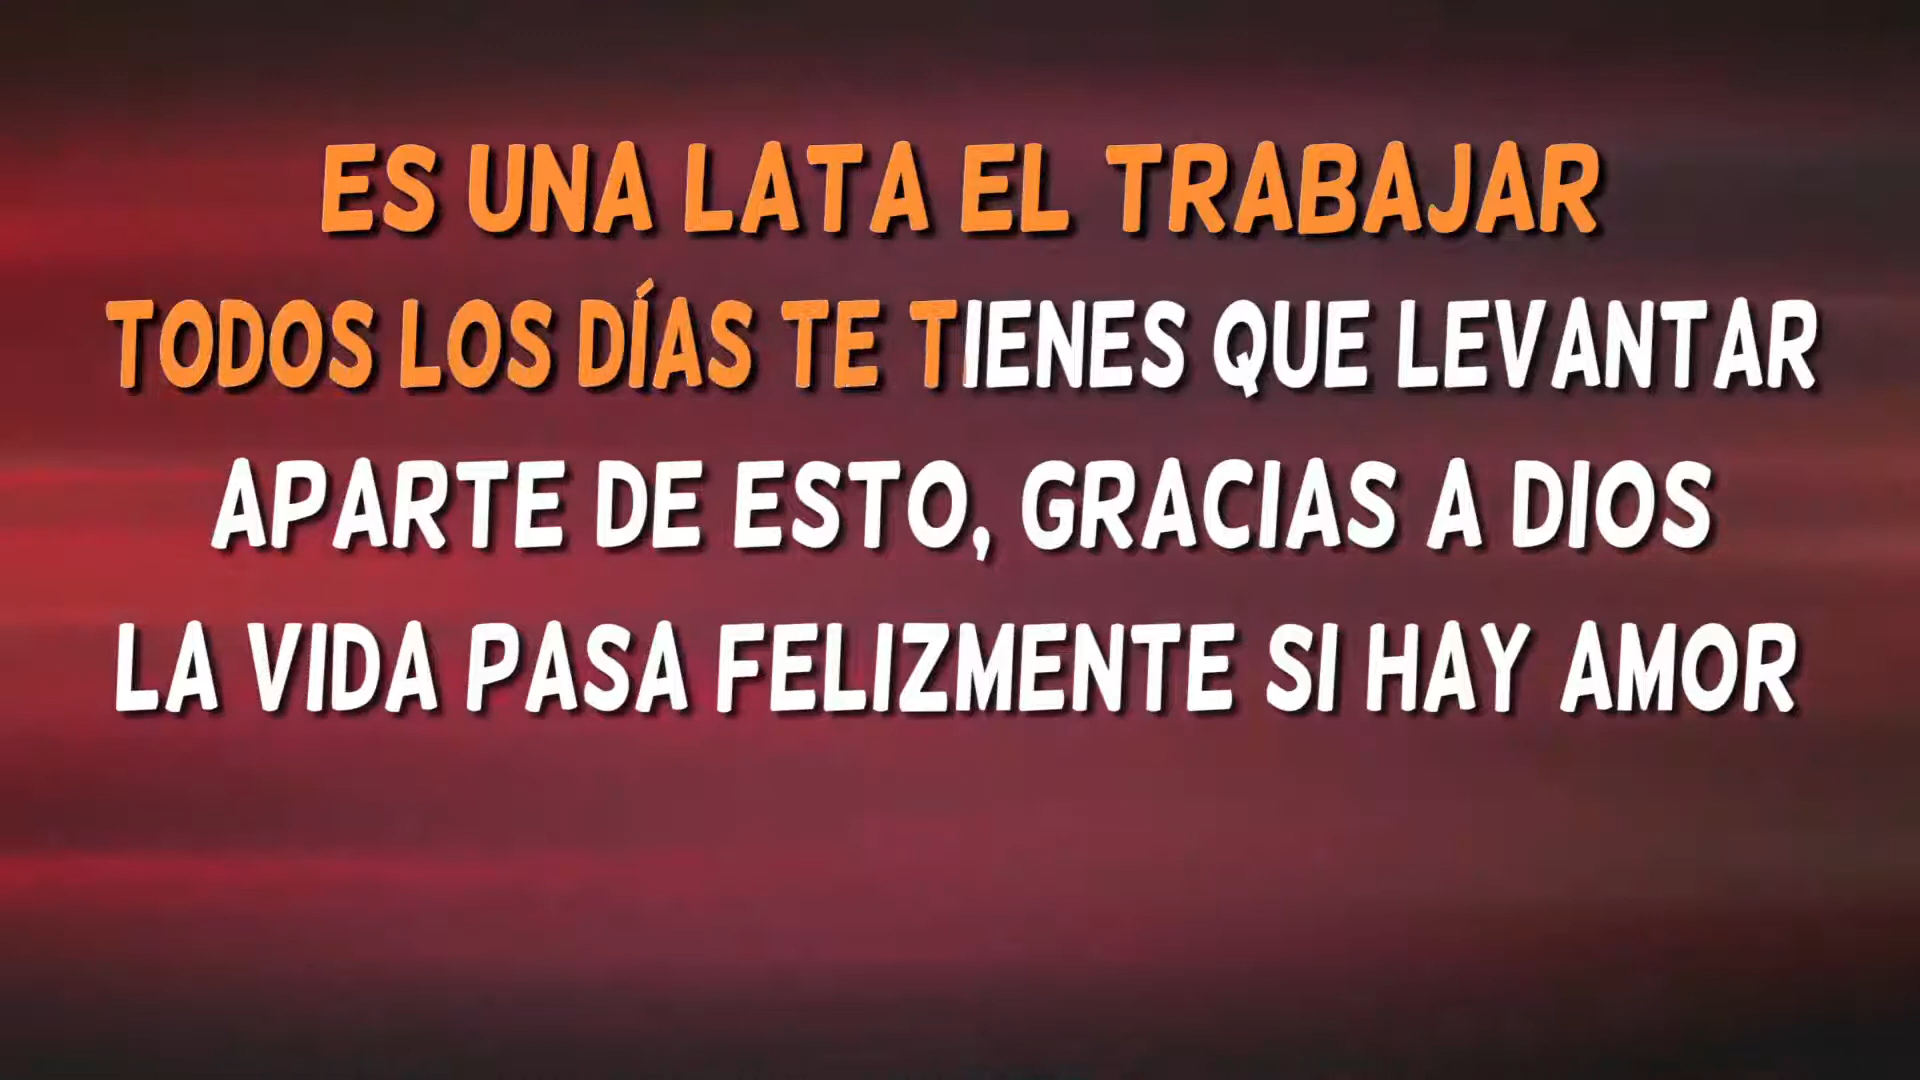 ES UNA LATA EL TRABAJAR
TODOS LOS DÍAS TE TIENES QUE LEVANTAR
APARTE DE ESTO, GRACIAS A DIOS
LA VIDA PASA FELIZMENTE SI HAY AMOR